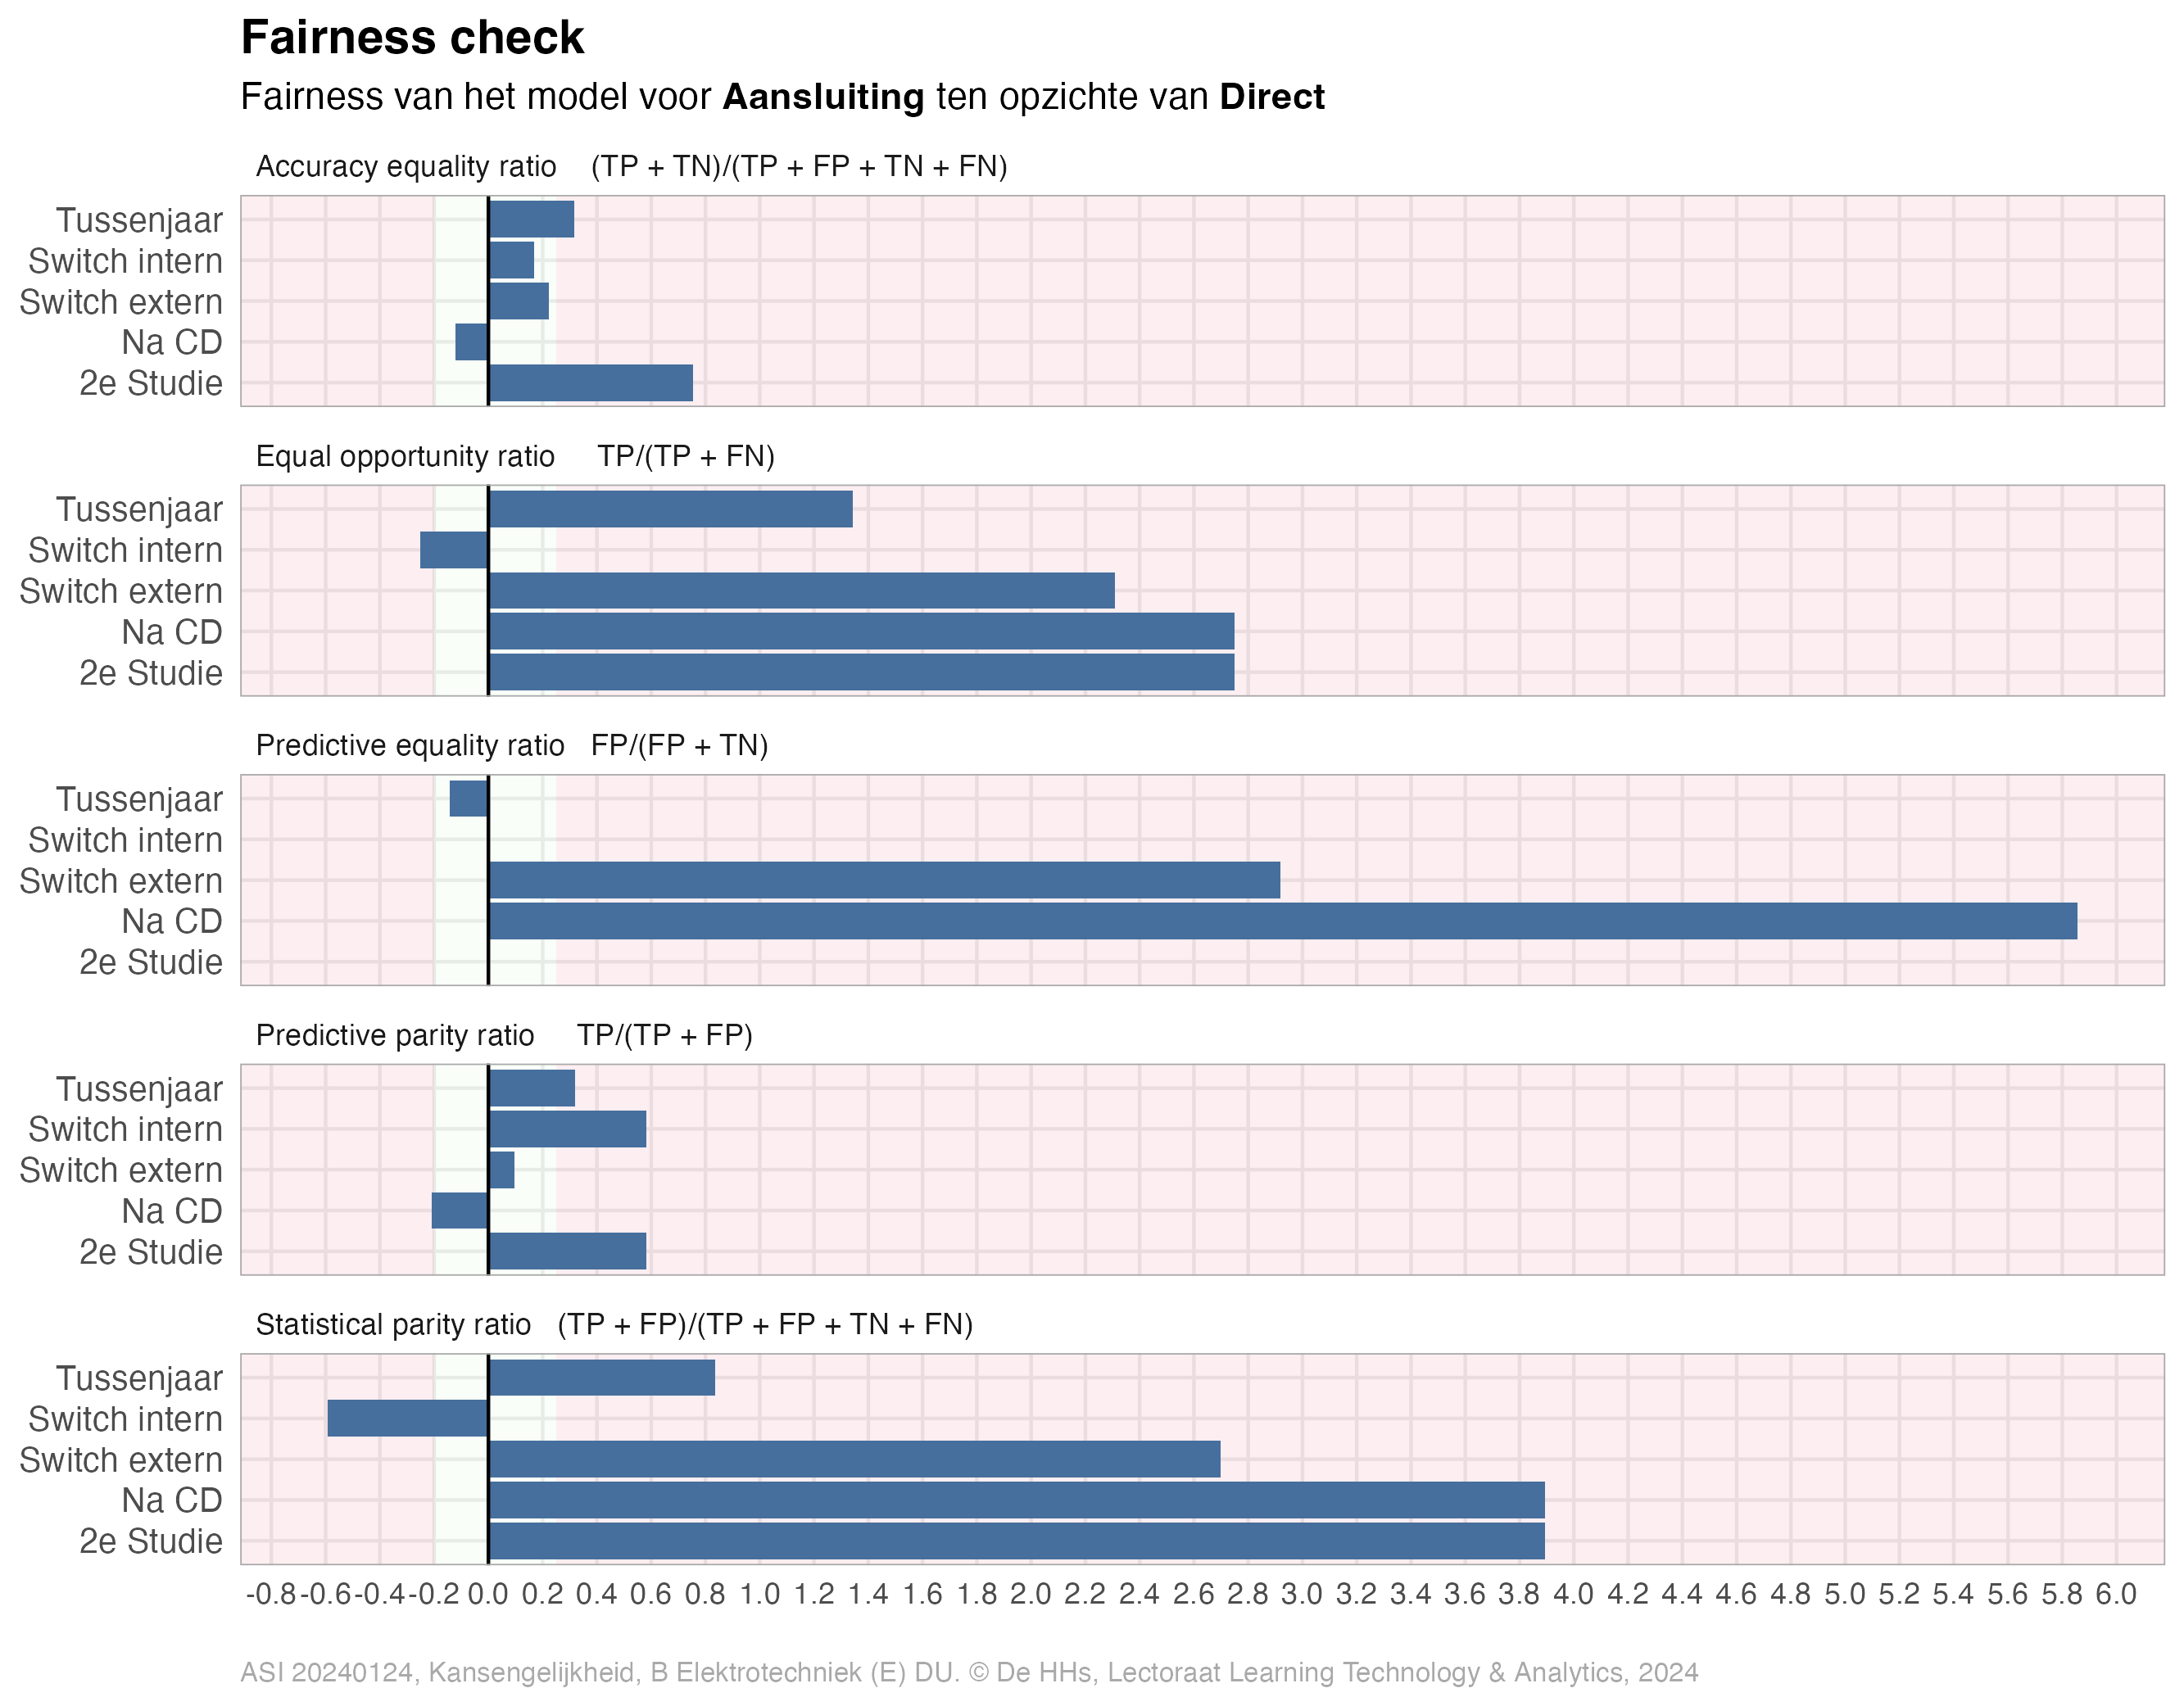 Fairness check
Fairness van het model voor Aansluiting ten opzichte van Direct
Accuracy equality ratio (TP + TN)/(TP + FP + TN + FN)
Tussenjaar
Switch intern
Switch extern
Na CD
2e Studie
Equal opportunity ratio TP/(TP + FN)
Tussenjaar
Switch intern
Switch extern
Na CD
2e Studie
Predictive equality ratio FP/(FP + TN)
Tussenjaar
Switch intern
Switch extern
Na CD
2e Studie
Predictive parity ratio TP/(TP + FP)
Tussenjaar
Switch intern
Switch extern
Na CD
2e Studie
Statistical parity ratio (TP + FP)/(TP + FP + TN + FN)
Tussenjaar
Switch intern
Switch extern
Na CD
2e Studie
-0.8 -0.6 -0.4 -0.2 0.0 0.2 0.4 0.6 0.8 1.0 1.2 1.4 1.6 1.8 2.0 2.2 2.4 2.6 2.8 3.0 3.2 3.4 3.6 3.8 4.0 4.2 4.4 4.6 4.8 5.0 5.2 5.4 5.6 5.8 6.0
ASI 20240124, Kansengelijkheid, B Elektrotechniek (E) DU. © De HHs, Lectoraat Learning Technology & Analytics, 2024